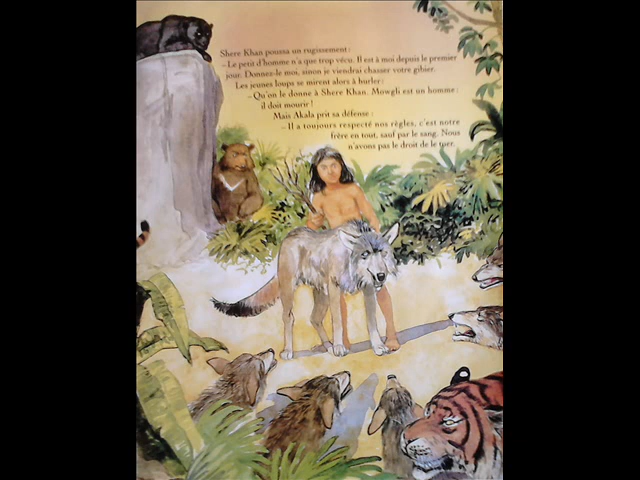 Shere Khan poussa un rugissement :
– Le petit d'homme n'a que trop vécu. Il est à moi depuis le premier
jour. Donnez-le moi, sinon je viendrai chasser votre gibier.
Les jeunes loups se mirent alors à hurler :
– Qu'on le donne à Shere Khan. Mowgli est un homme :
il doit mourir !
Mais Akala prit sa défense :
– Il a toujours respecté nos règles, c'est notre
frère en tout, sauf par le sang. Nous
n'avons pas le droit de le tuer.